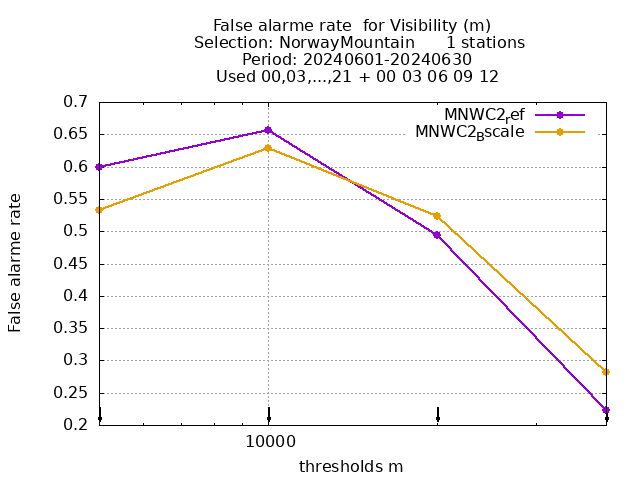 False alarme rate  for Visibility (m)
Selection: NorwayMountain      1 stations
Period: 20240601-20240630
Used 00,03,...,21 + 00 03 06 09 12
MNWC2ref
MNWC2Bscale
0.7
0.65
0.6
0.55
0.5
0.45
0.4
0.35
0.3
0.25
0.2
False alarme rate
10000
thresholds m